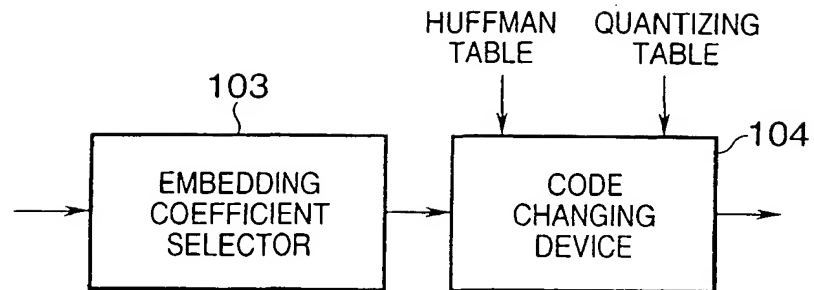 HUFFMAN
TABLE
QUANTIZING
TABLE
103
104
EMBEDDING
COEFFICIENT
SELECTOR
CODE
CHANGING
DEVICE